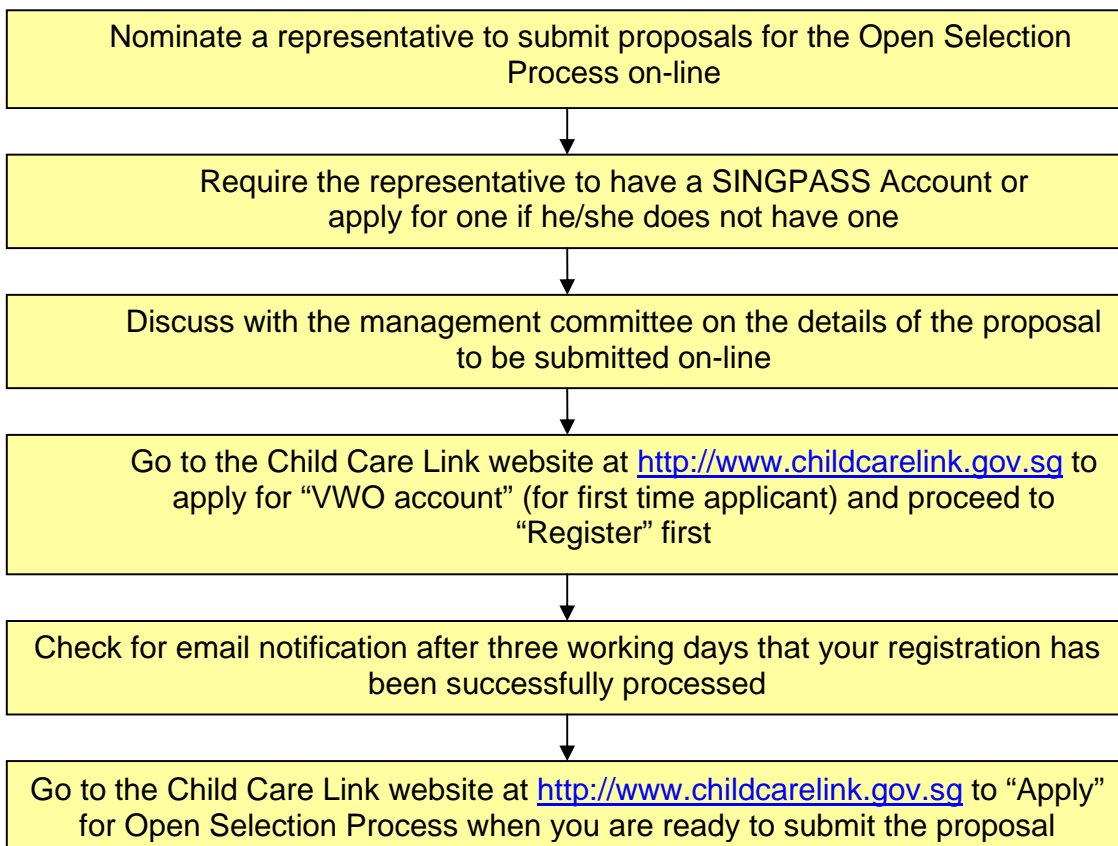 Nominate a representative to submit proposals for the Open Selection
Process on-line
Require the representative to have a SINGPASS Account or
apply for one if he/she does not have one
Discuss with the management committee on the details of the proposal
to be submitted on-line
Go to the Child Care Link website at http://www.childcarelink.gov.sg to
apply for “VWO account” (for first time applicant) and proceed to
“Register” first
Check for email notification after three working days that your registration has
been successfully processed
Go to the Child Care Link website at http://www.childcarelink.gov.sg to “Apply”
for Open Selection Process when you are ready to submit the proposal